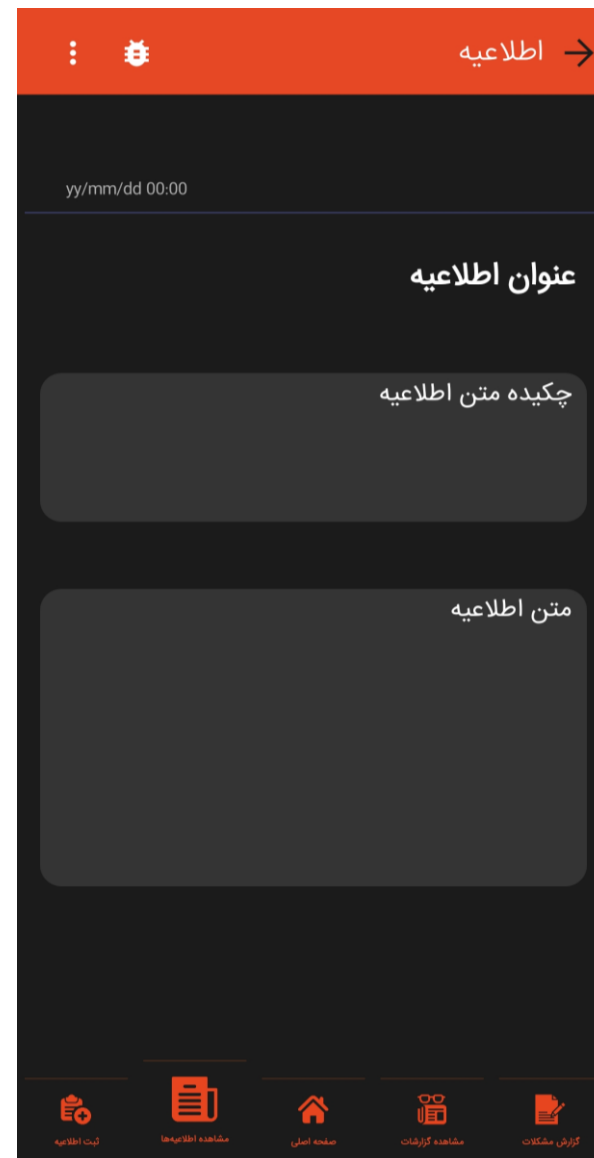 اطلاعیه
yy/mm/dd 00:00
عنوان اطلاعیه
چکیده متن اطلاعیه
متن اطلاعیه
گزارش مشکلات
مشاهده گزارشات
صفحه اصلی
مشاهده اطلاعیه‌ها
ثبت اطلاعیه